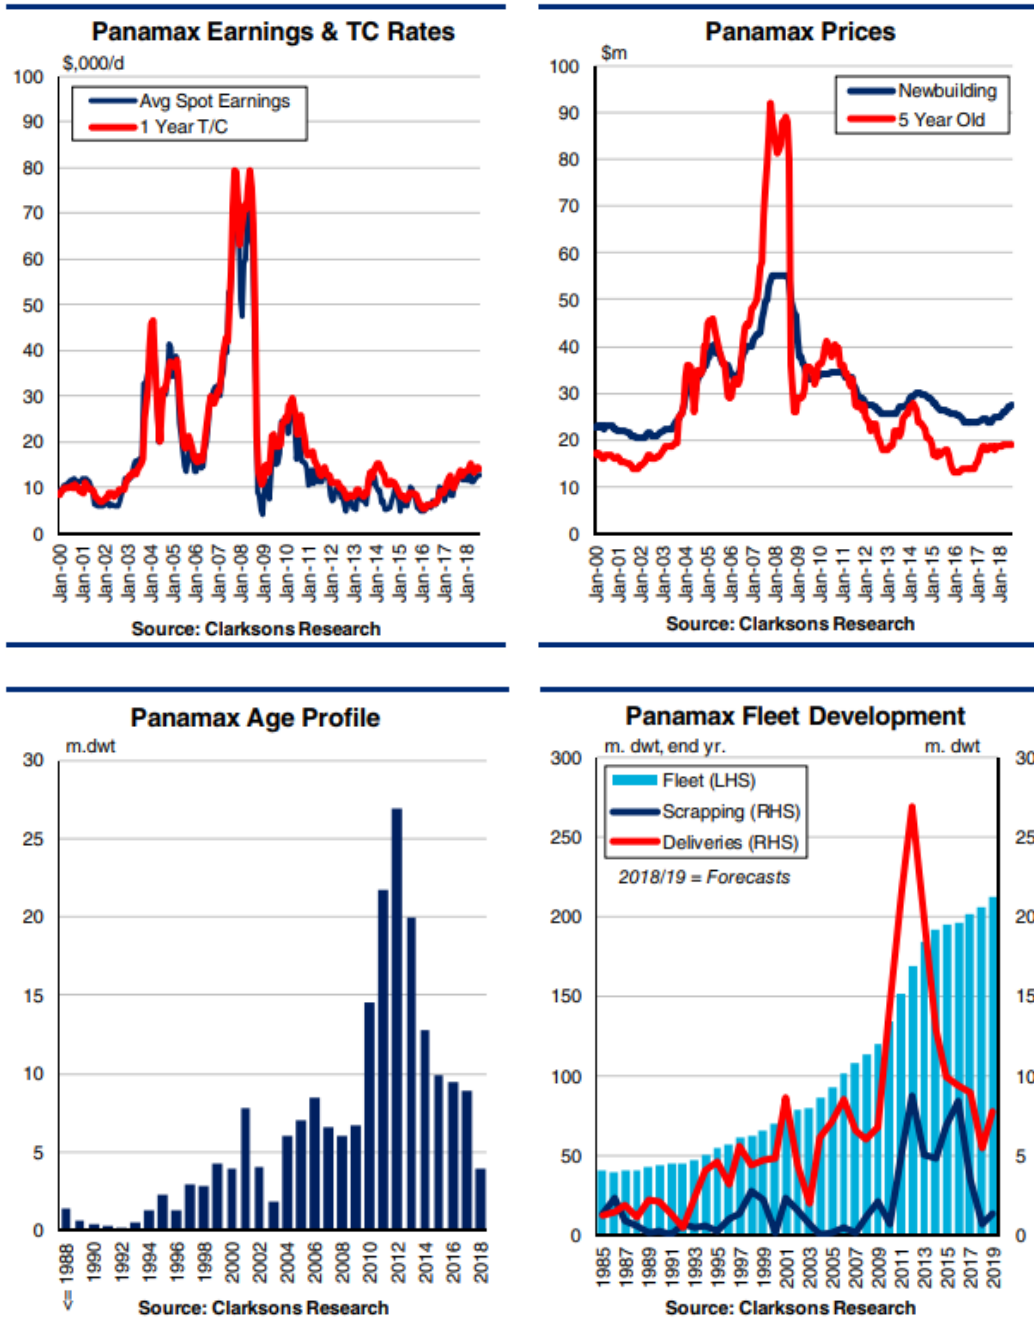 Panamax Earnings & TC Rates
$,000/d
100
90
80
70
60
50
40
30
20
10
0
Avg Spot Earnings
1 Year T/C
Jan-00
Jan-01
Jan-02
Jan-03
Jan-04
Jan-05
Jan-06
Jan-07
Jan-08
Jan-09
Jan-10
Jan-11
Jan-12
Jan-13
Jan-14
Jan-15
Jan-16
Jan-17
Jan-18
Source: Clarksons Research
Panamax Prices
$m
100
90
80
70
60
50
40
30
20
10
0
Newbuilding
5 Year Old
Jan-00
Jan-01
Jan-02
Jan-03
Jan-04
Jan-05
Jan-06
Jan-07
Jan-08
Jan-09
Jan-10
Jan-11
Jan-12
Jan-13
Jan-14
Jan-15
Jan-16
Jan-17
Jan-18
Source: Clarksons Research
Panamax Age Profile
m.dwt
30
25
20
15
10
5
0
<= 1988
1990
1992
1994
1996
1998
2000
2002
2004
2006
2008
2010
2012
2014
2016
2018
Source: Clarksons Research
Panamax Fleet Development
m. dwt, end yr.
m. dwt
300
250
200
150
100
50
0
Fleet (LHS)
Scrapping (RHS)
Deliveries (RHS)
2018/19 = Forecasts
5
0
1985
1987
1989
1991
1993
1995
1997
1999
2001
2003
2005
2007
2009
2011
2013
2015
2017
2019
Source: Clarksons Research